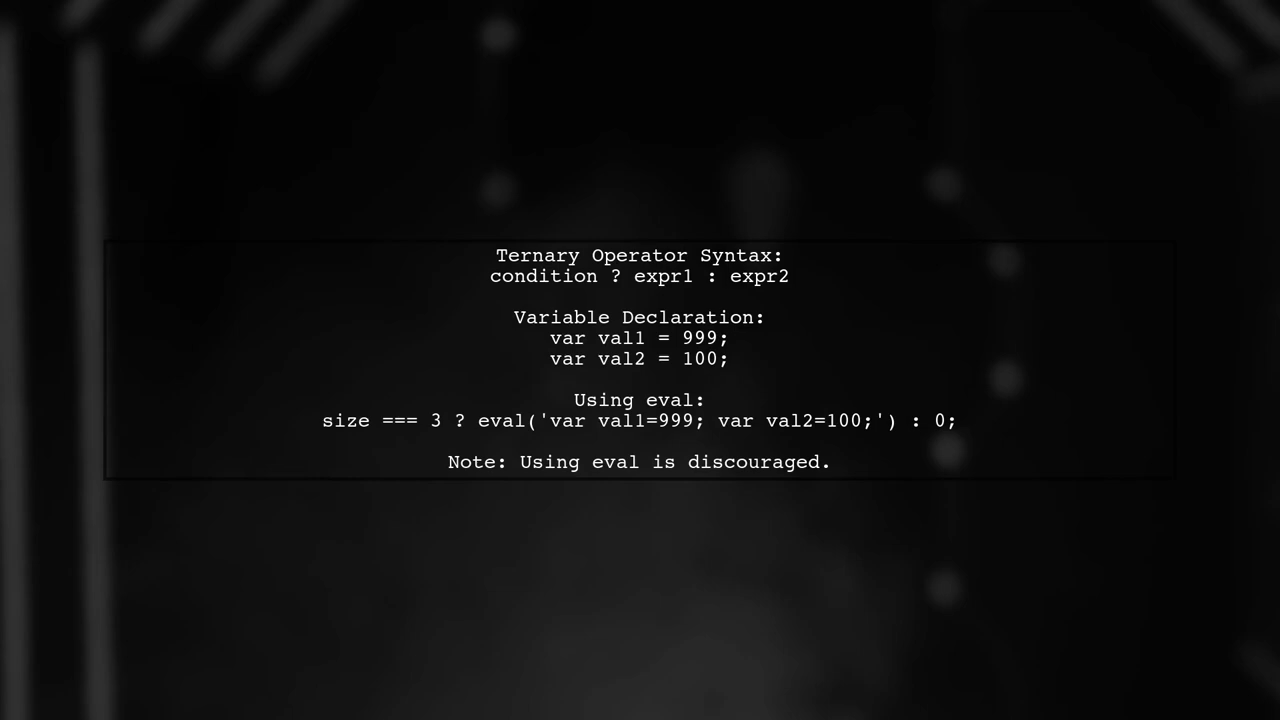 Ternary Operator Syntax:
condition ? expr1 : expr2
Variable Declaration:
var val1 = 999;
var val2 = 100;
Using eval:
size === 3 ? eval('var val1=999; var val2=100;') : 0;
Note: Using eval is discouraged.